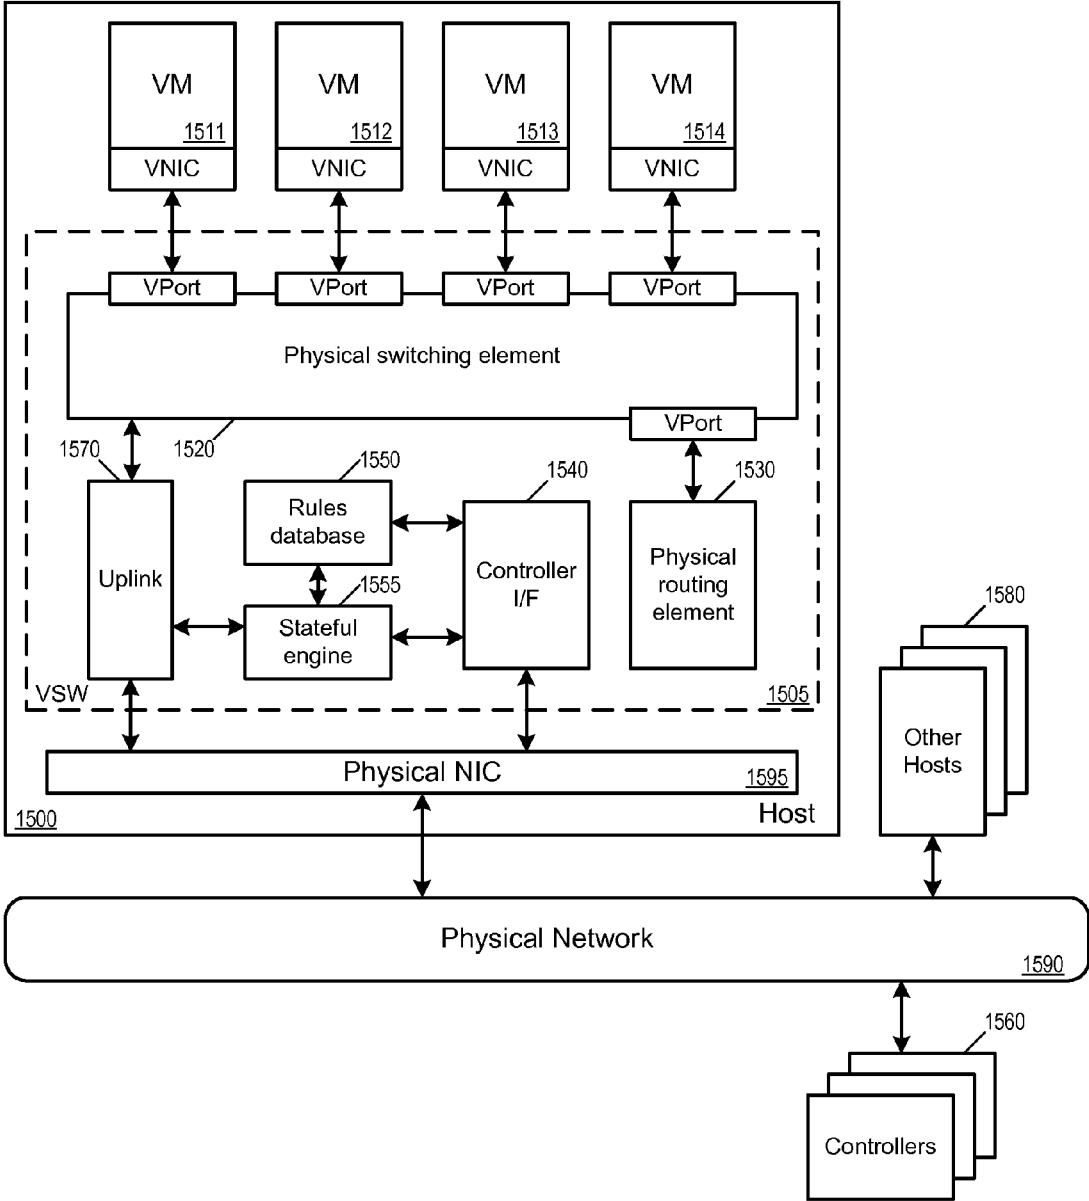 VM
1511
VNIC
VM
1512
VNIC
VM
1513
VNIC
VM
1514
VNIC
VPort
VPort
VPort
VPort
Physical switching element
VPort
1570
1520
1550
1540
1530
Rules
database
Uplink
Controller
I/F
Physical
routing
element
1555
Stateful
engine
VSW
1505
Physical NIC
1595
1500
Host
1580
Other
Hosts
Physical Network
1590
1560
Controllers